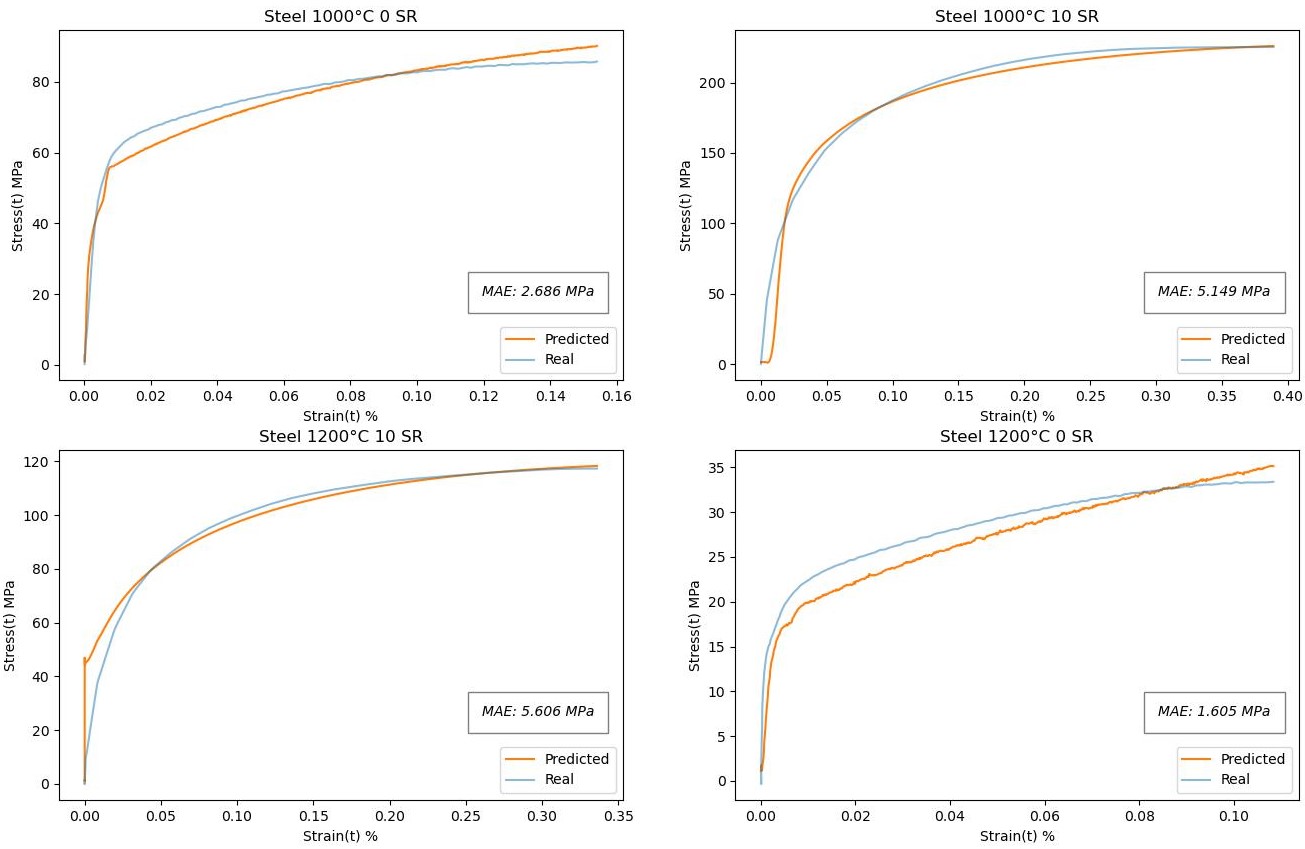 Steel 1000°C 0 SR
Stress(t) MPa
80
60
40
20
0
MAE: 2.686 MPa
Predicted
Real
0.00 0.02 0.04 0.06 0.08 0.10 0.12 0.14 0.16
Strain(t) %
Steel 1000°C 10 SR
Stress(t) MPa
200
150
100
50
0
MAE: 5.149 MPa
Predicted
Real
0.00 0.05 0.10 0.15 0.20 0.25 0.30 0.35 0.40
Strain(t) %
Steel 1200°C 10 SR
Stress(t) MPa
120
100
80
60
40
20
0
MAE: 5.606 MPa
Predicted
Real
0.00 0.05 0.10 0.15 0.20 0.25 0.30 0.35
Strain(t) %
Steel 1200°C 0 SR
Stress(t) MPa
35
30
25
20
15
10
5
0
MAE: 1.605 MPa
Predicted
Real
0.00 0.02 0.04 0.06 0.08 0.10
Strain(t) %